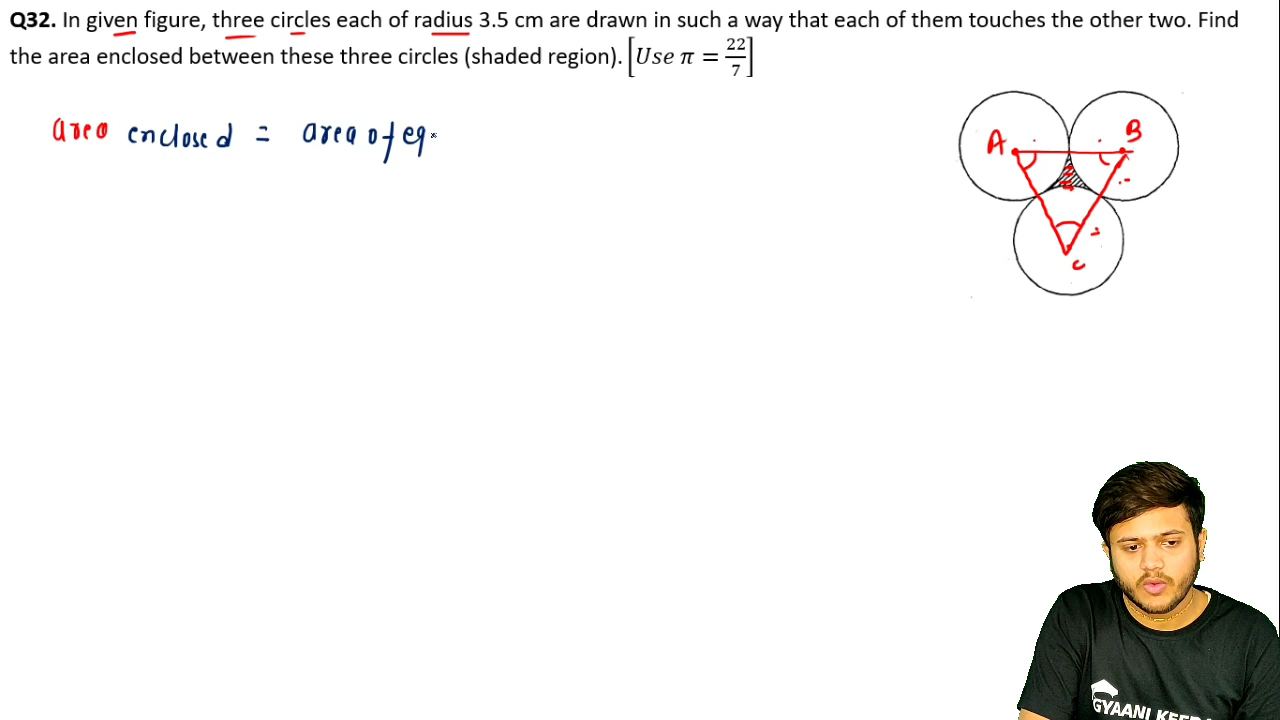 Q32. In given figure, three circles each of radius 3.5 cm are drawn in such a way that each of them touches the other two. Find
the area enclosed between these three circles (shaded region). [Use π = 22/7]
area enclosed = area of eq.
A
B
C
GYAANI KEEDA